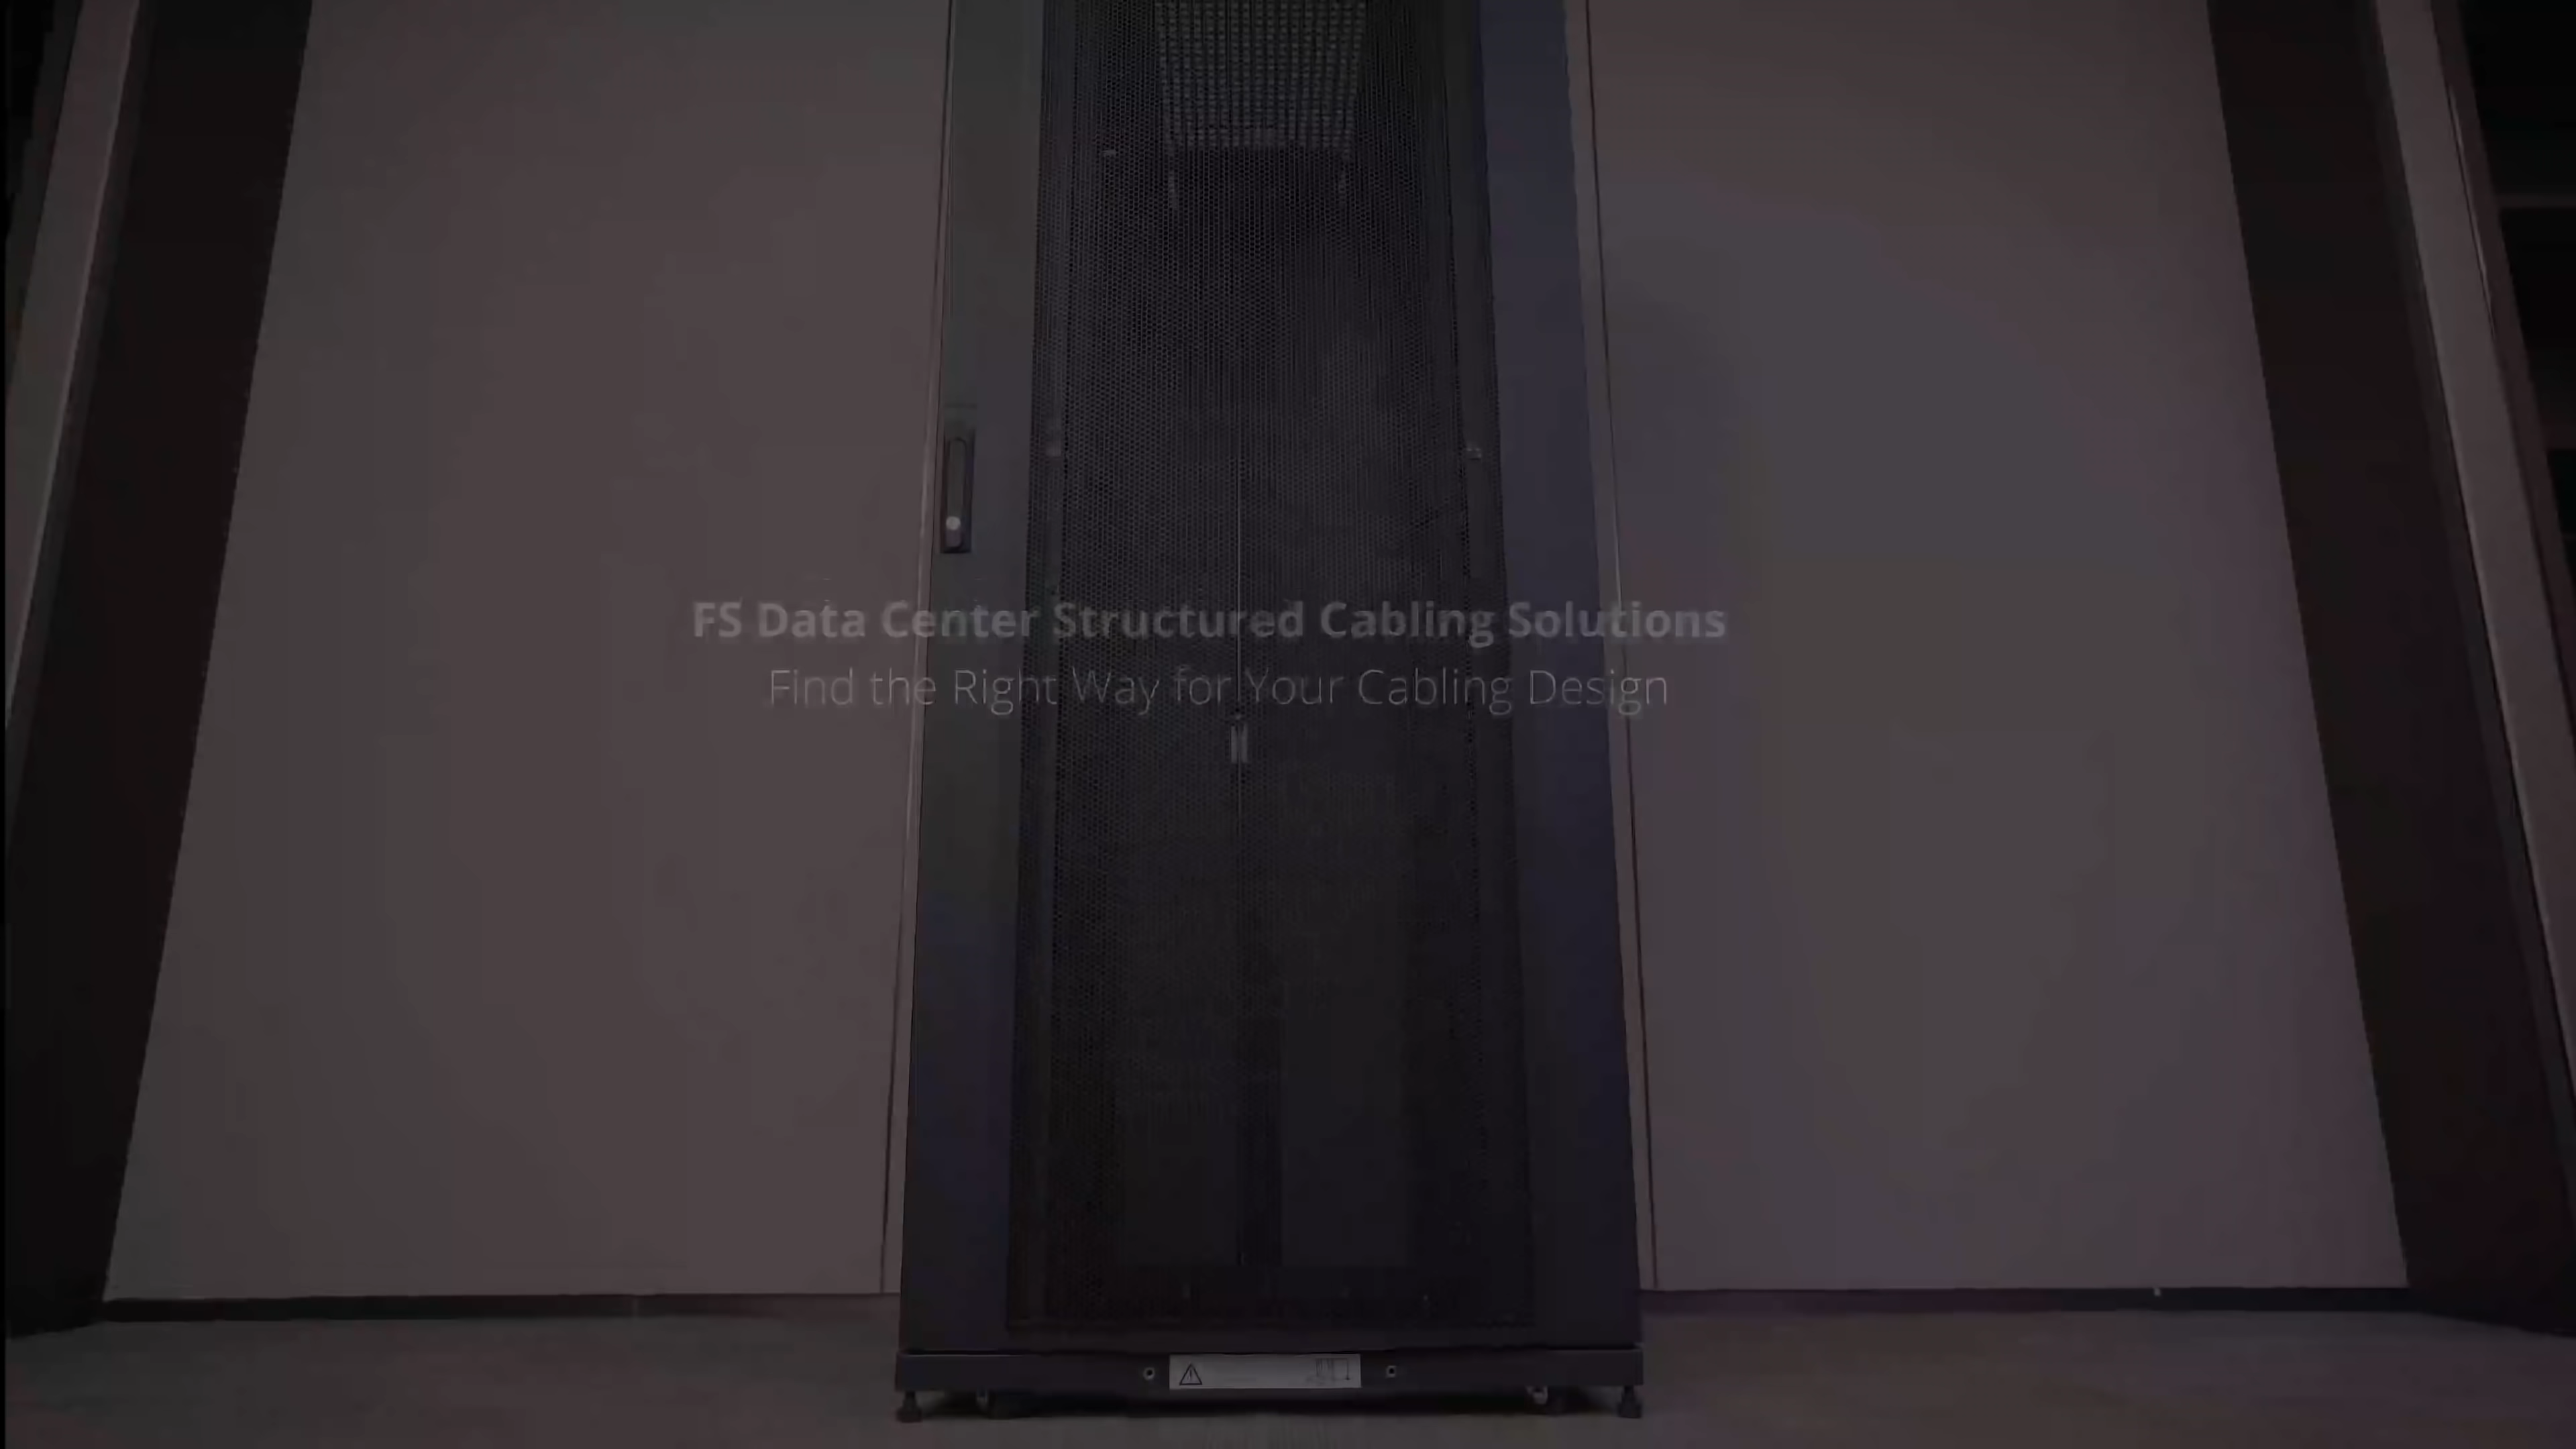 FS Data Center Structured Cabling Solutions
Find the Right Way for Your Cabling Design